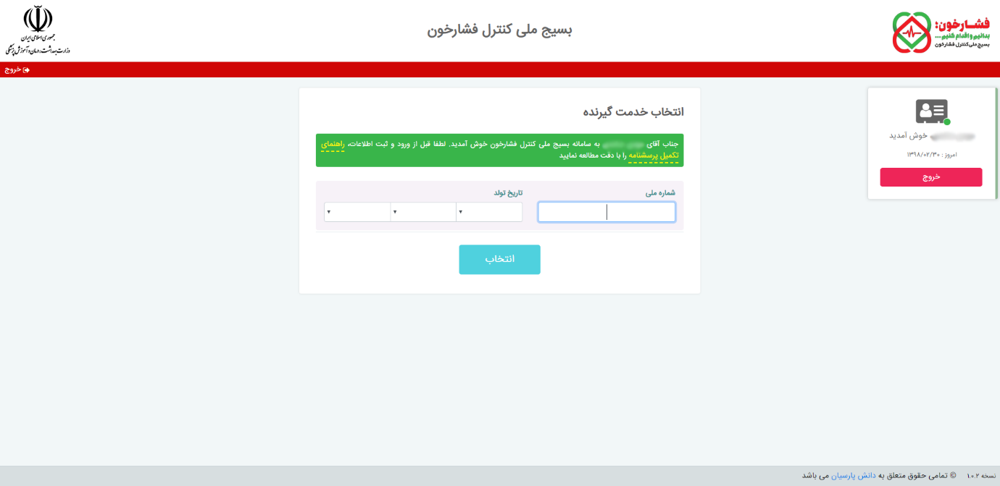 فشارخون؛
بدانیم و اقدام کنیم...
بسیج ملی کنترل فشارخون
بسیج ملی کنترل فشارخون
جمهوری اسلامی ایران
وزارت بهداشت، درمان و آموزش پزشکی
خروج
خوش آمدید
امروز : ۱۳۹۸/۰۲/۳۰
خروج
انتخاب خدمت گیرنده
جناب آقای به سامانه بسیج ملی کنترل فشارخون خوش آمدید. لطفا قبل از ورود و ثبت اطلاعات، راهنمای
تکمیل پرسشنامه را با دقت مطالعه نمایید
شماره ملی
تاریخ تولد
انتخاب
نسخه ۱.۰.۲ © تمامی حقوق متعلق به دانش پارسیان می باشد